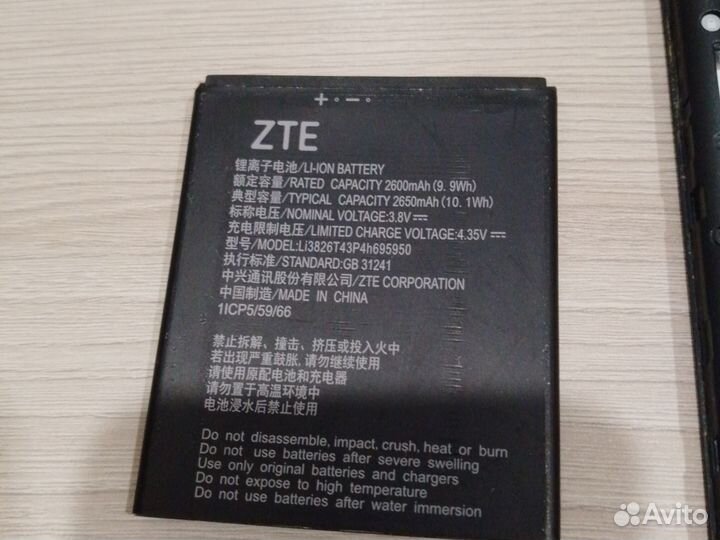 + -
ZTE
锂离子电池/LI-ION BATTERY
额定容量/RATED CAPACITY 2600mAh(9.9Wh)
典型容量/TYPICAL CAPACITY 2650mAh(10.1Wh)
标称电压/NOMINAL VOLTAGE:3.8V
充电限制电压/LIMITED CHARGE VOLTAGE:4.35V
型号/MODEL:Li3826T43P4h695950
执行标准/STANDARD:GB 31241
中兴通讯股份有限公司/ZTE CORPORATION
中国制造/MADE IN CHINA
1ICP5/59/66
禁止拆解、撞击、挤压或投入火中
若出现严重鼓胀,请勿继续使用
请使用原配电池和充电器
请勿置于高温环境中
电池浸水后禁止使用
Do not disassemble, impact, crush, heat or burn
Do not use batteries after severe swelling
Use only original batteries and chargers
Do not expose to high temperature
Do not use batteries after water immersion
Avito